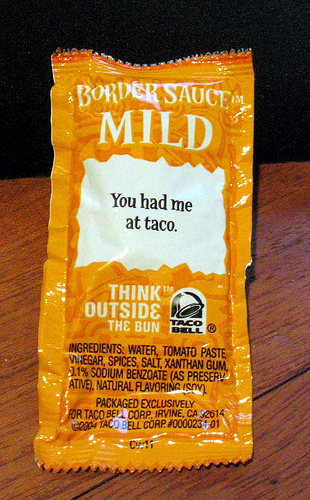 BORDER SAUCE™
MILD
You had me
at taco.
THINK™
OUTSIDE
THE BUN
TACO
BELL ®
INGREDIENTS: WATER, TOMATO PASTE,
VINEGAR, SPICES, SALT, XANTHAN GUM,
0.1% SODIUM BENZOATE (AS PRESERV-
ATIVE), NATURAL FLAVORING (SOY).
PACKAGED EXCLUSIVELY
FOR TACO BELL CORP. IRVINE, CA 92614
©2004 TACO BELL CORP. #0000234-01